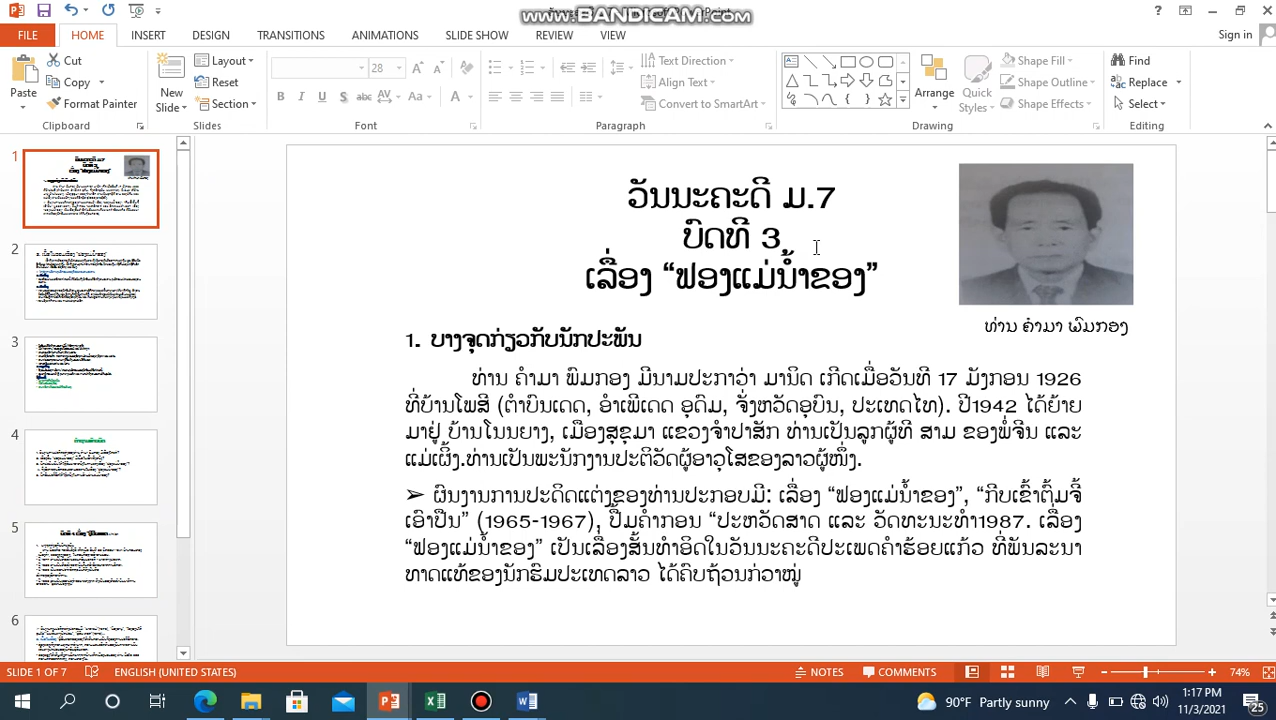 www.BANDICAM.com
Sign in
FILE HOME INSERT DESIGN TRANSITIONS ANIMATIONS SLIDE SHOW REVIEW VIEW
Paste
Cut
Copy
Format Painter
Clipboard
New Slide
Layout
Reset
Section
Slides
28
Font
Text Direction
Align Text
Convert to SmartArt
Paragraph
Arrange
Quick Styles
Shape Fill
Shape Outline
Shape Effects
Drawing
Find
Replace
Select
Editing
1
2
3
4
5
6
ວັນນະຄະດີ ມ.7
ບົດທີ 3
ເລື່ອງ “ຟອງແມ່ນ້ຳຂອງ”
ທ່ານ ຄຳມາ ພົມກອງ
1. ບາງຈຸດກ່ຽວກັບນັກປະພັນ
ທ່ານ ຄຳມາ ພົມກອງ ມີນາມປະກາວ່າ ມານິດ ເກີດເມື່ອວັນທີ 17 ມັງກອນ 1926
ທີ່ບ້ານໂພສີ (ຕຳບົນເດດ, ອຳເພີເດດ ອຸດົມ, ຈັ່ງຫວັດອຸບົນ, ປະເທດໄທ). ປີ1942 ໄດ້ຍ້າຍ
ມາຢູ່ ບ້ານໂນນຍາງ, ເມືອງສຸຂຸມາ ແຂວງຈຳປາສັກ ທ່ານເປັນລູກຜູ້ທີ ສາມ ຂອງພໍ່ຈີນ ແລະ
ແມ່ເຜິ້ງ.ທ່ານເປັນພະນັກງານປະຕິວັດຜູ້ອາວຸໂສຂອງລາວຜູ້ໜຶ່ງ.
➢ ຜົນງານການປະດິດແຕ່ງຂອງທ່ານປະກອບມີ: ເລື່ອງ “ຟອງແມ່ນ້ຳຂອງ”, “ກີບເຂົ້າຕົ້ມຈີ້
ເອົາປືນ” (1965-1967), ປຶ້ມຄຳກອນ “ປະຫວັດສາດ ແລະ ວັດທະນະທຳ1987. ເລື່ອງ
“ຟອງແມ່ນ້ຳຂອງ” ເປັນເລື່ອງສັ້ນທຳອິດໃນວັນນະຄະດີປະເພດຄຳຮ້ອຍແກ້ວ ທີ່ພັນລະນາ
ທາດແທ້ຂອງນັກຮົມປະເທດລາວ ໄດ້ຄົບຖ້ວນກ່ວາໝູ່
SLIDE 1 OF 7 ENGLISH (UNITED STATES) NOTES COMMENTS 74%
90°F Partly sunny
1:17 PM
11/3/2021
25